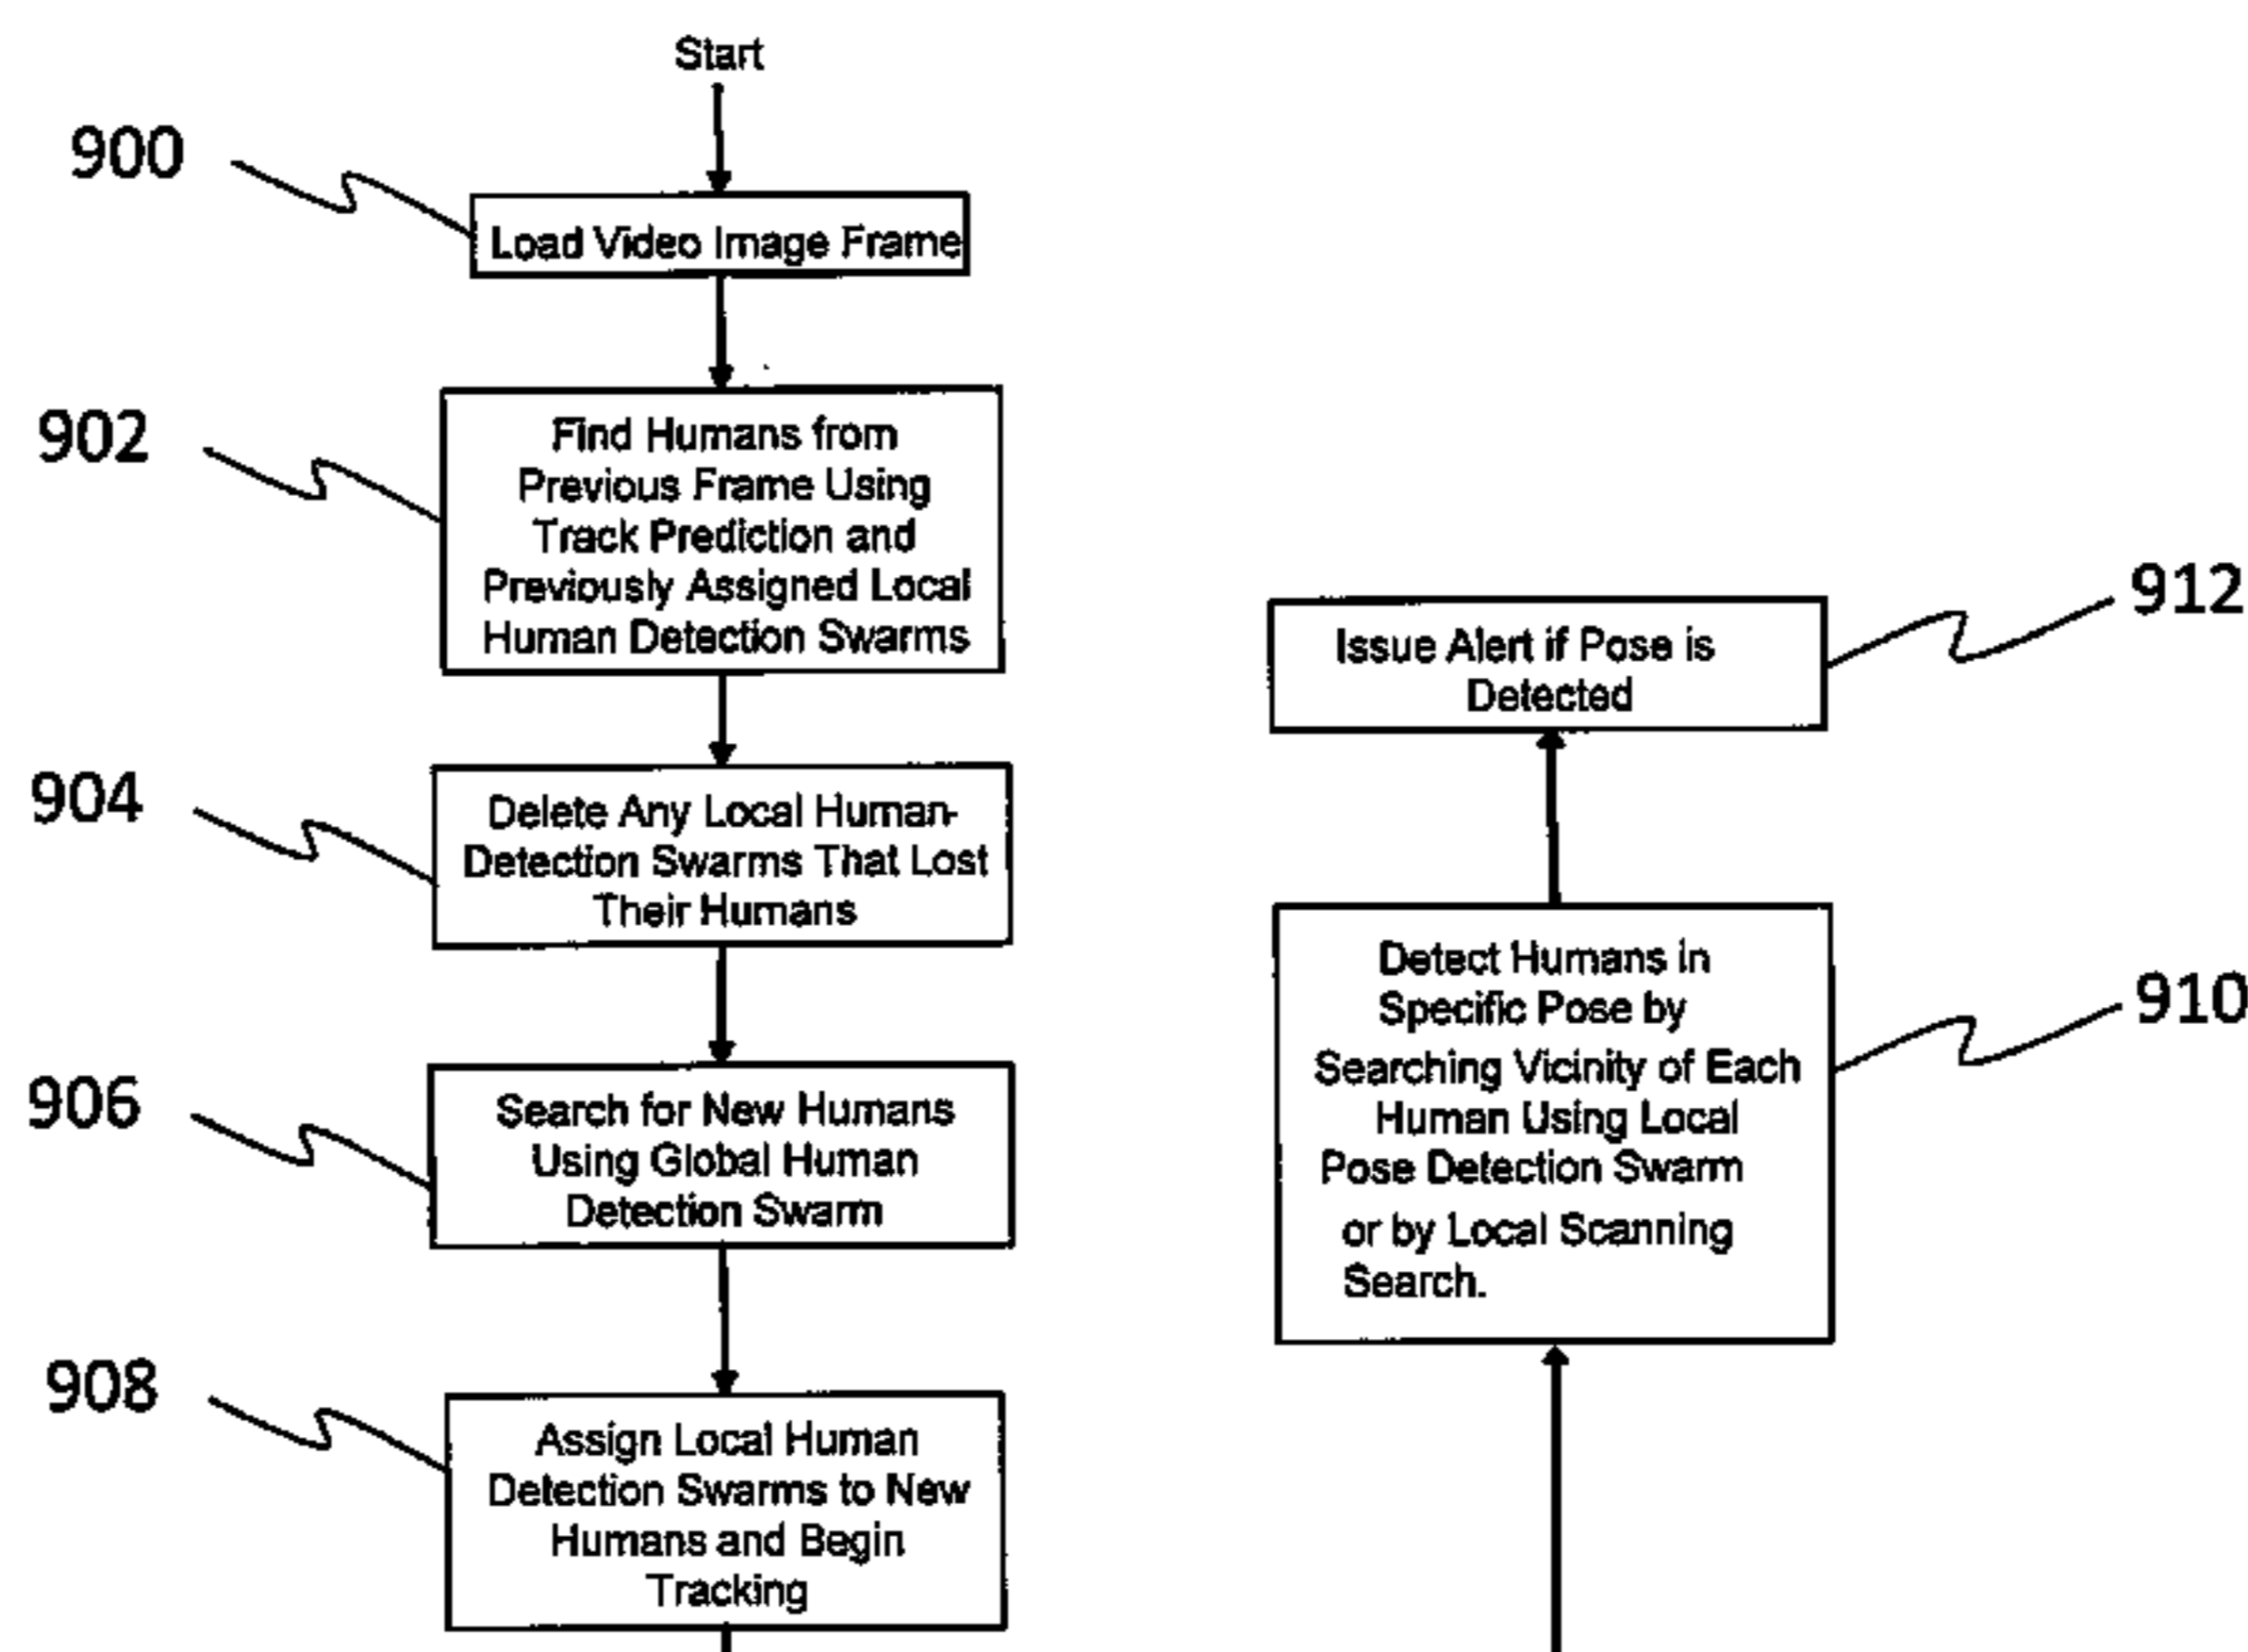 Start
900
Load Video Image Frame
902
Find Humans from
Previous Frame Using
Track Prediction and
Previously Assigned Local
Human Detection Swarms
904
Delete Any Local Human-
Detection Swarms That Lost
Their Humans
906
Search for New Humans
Using Global Human
Detection Swarm
908
Assign Local Human
Detection Swarms to New
Humans and Begin
Tracking
912
Issue Alert if Pose is
Detected
910
Detect Humans in
Specific Pose by
Searching Vicinity of Each
Human Using Local
Pose Detection Swarm
or by Local Scanning
Search.